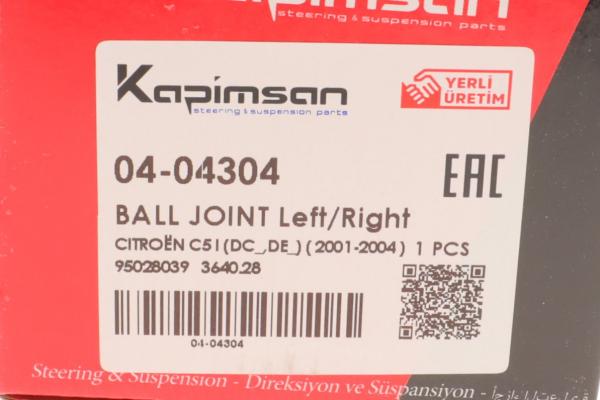 Kapimsan
steering & suspension parts
Kapimsan
steering & suspension parts
YERLİ
ÜRETİM
04-04304
EAC
BALL JOINT Left/Right
CITROËN C5 I (DC_,DE_) ( 2001-2004 ) 1 PCS
95028039 3640.28
04-04304
Steering & Suspension - Direksiyon ve Süspansiyon -